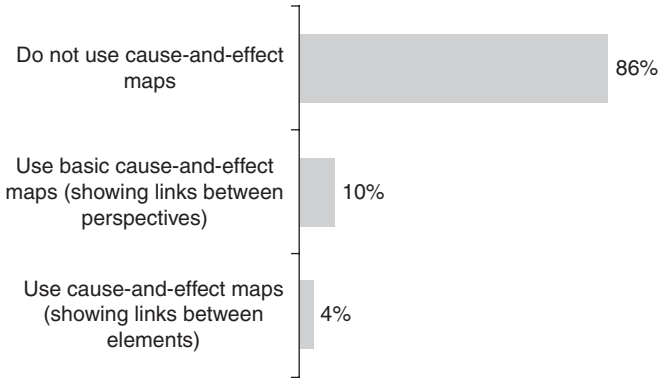 Do not use cause-and-effect
maps
86%
Use basic cause-and-effect
maps (showing links between
perspectives)
10%
Use cause-and-effect maps
(showing links between
elements)
4%